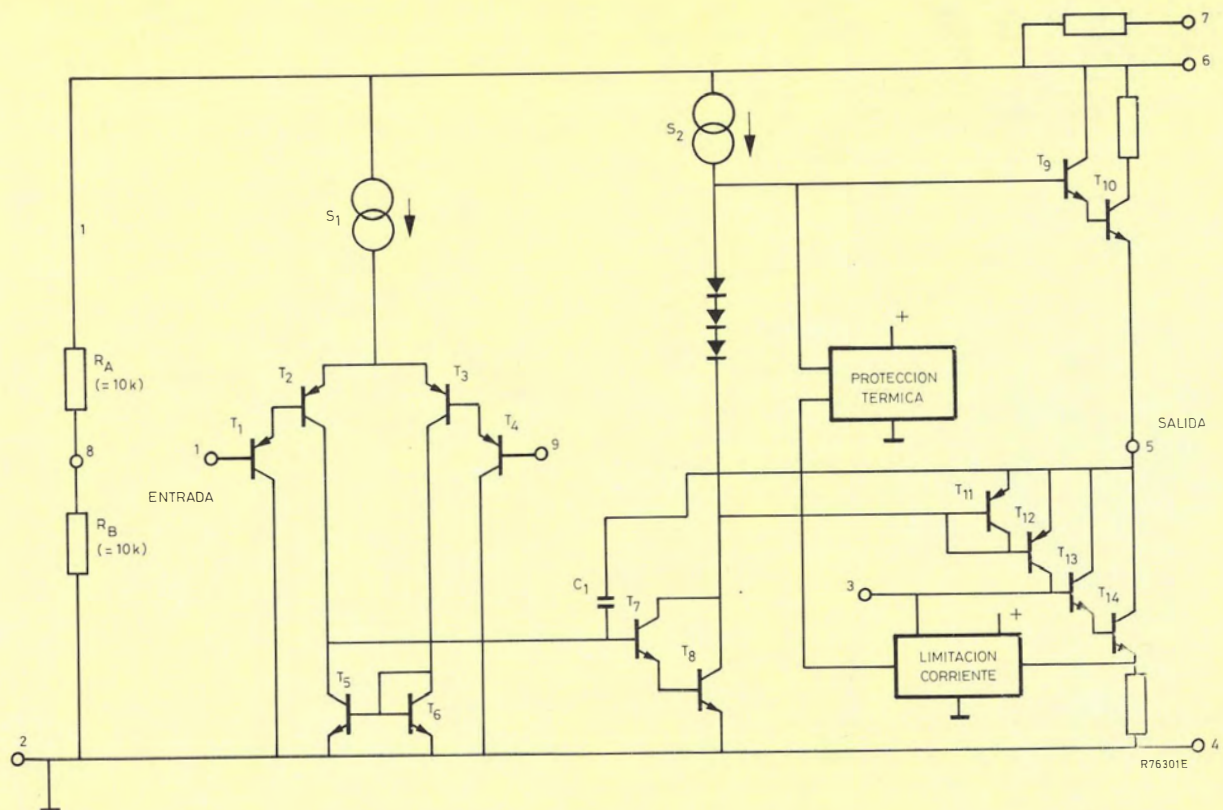 7
6
S2
T9
T10
S1
1
+
RA
(=10k)
T2
T3
PROTECCION
TERMICA
T1
T4
SALIDA
1
9
8
5
ENTRADA
T11
RB
(=10k)
T12
C1
T13
3
T7
T14
+
T8
LIMITACION
CORRIENTE
T5
T6
2
4
R76301E